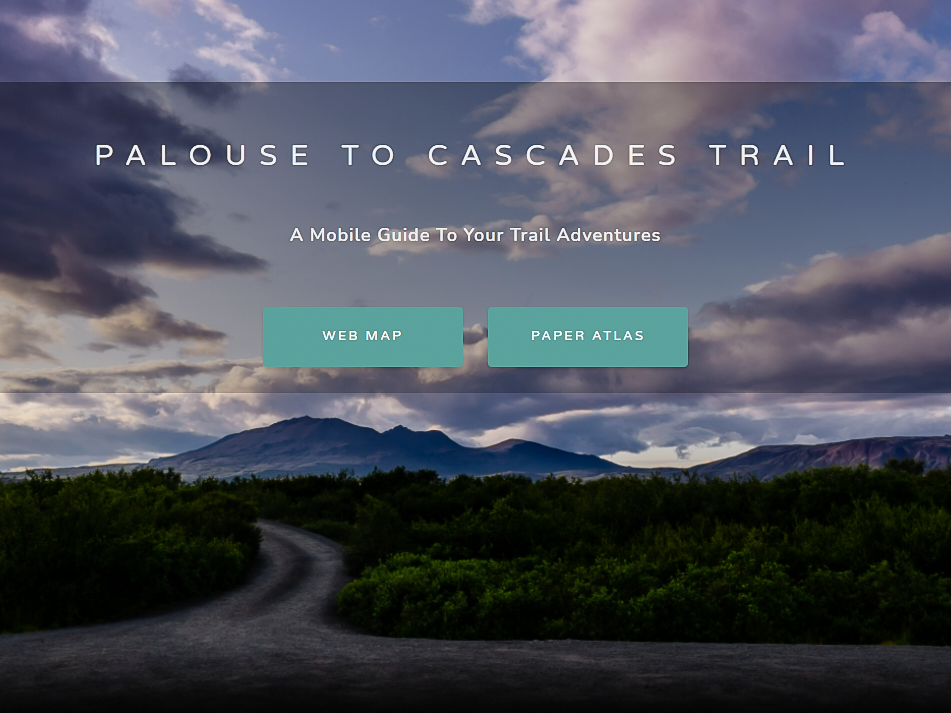 PALOUSE TO CASCADES TRAIL
A Mobile Guide To Your Trail Adventures
WEB MAP
PAPER ATLAS